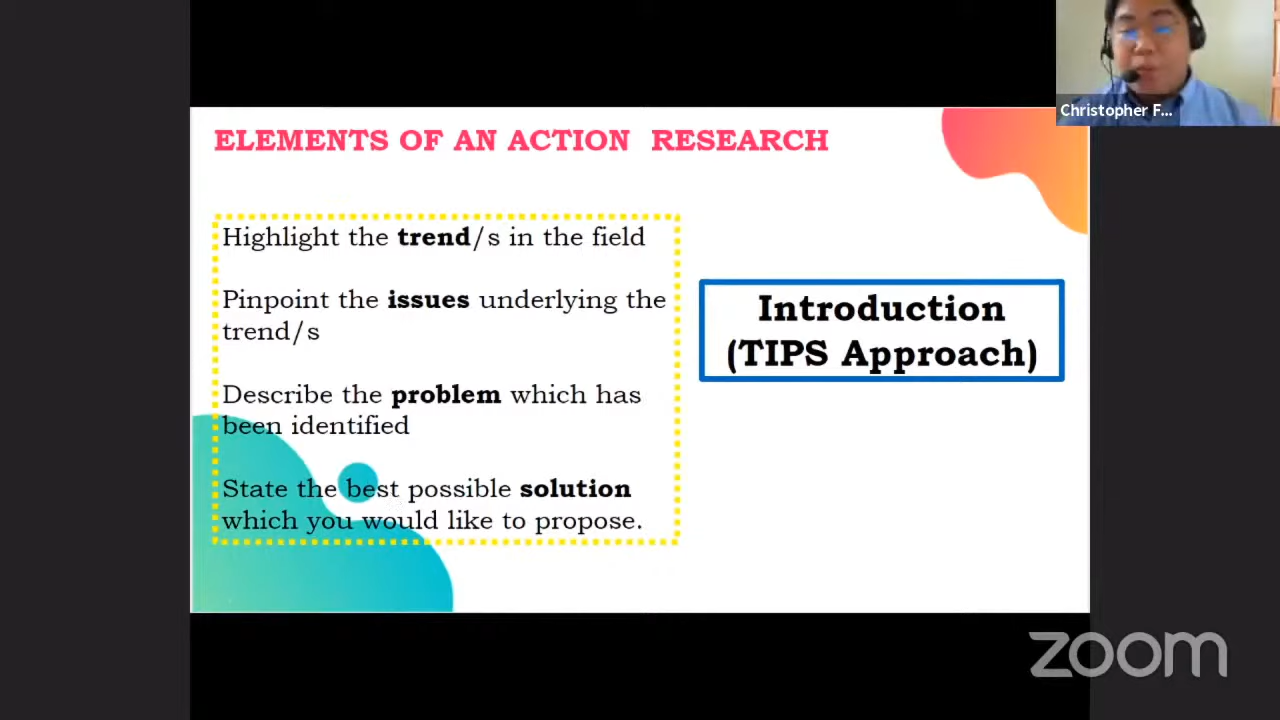 Christopher F...
ELEMENTS OF AN ACTION RESEARCH
Highlight the trend/s in the field
Pinpoint the issues underlying the
trend/s
Describe the problem which has
been identified
State the best possible solution
which you would like to propose.
Introduction
(TIPS Approach)
zoom